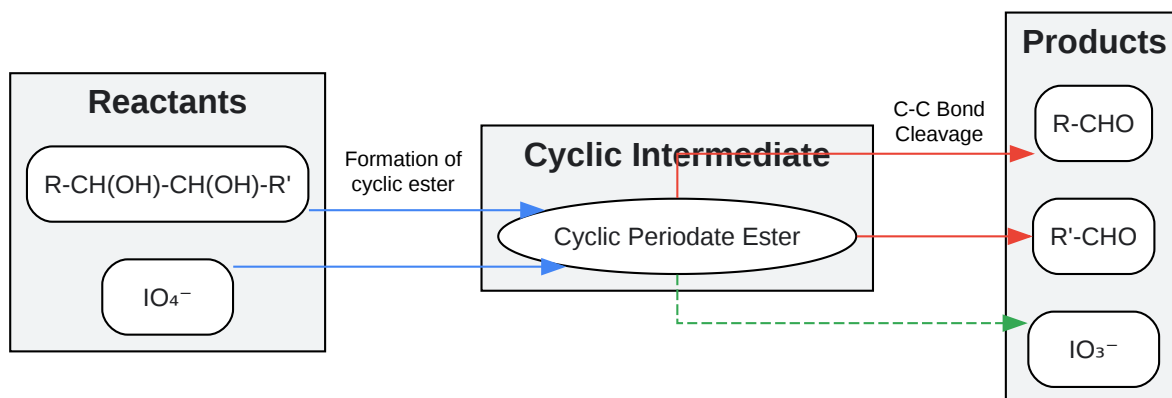 Reactants
R-CH(OH)-CH(OH)-R'
IO₄⁻
Formation of
cyclic ester
Cyclic Intermediate
Cyclic Periodate Ester
C-C Bond
Cleavage
Products
R-CHO
R'-CHO
IO₃⁻